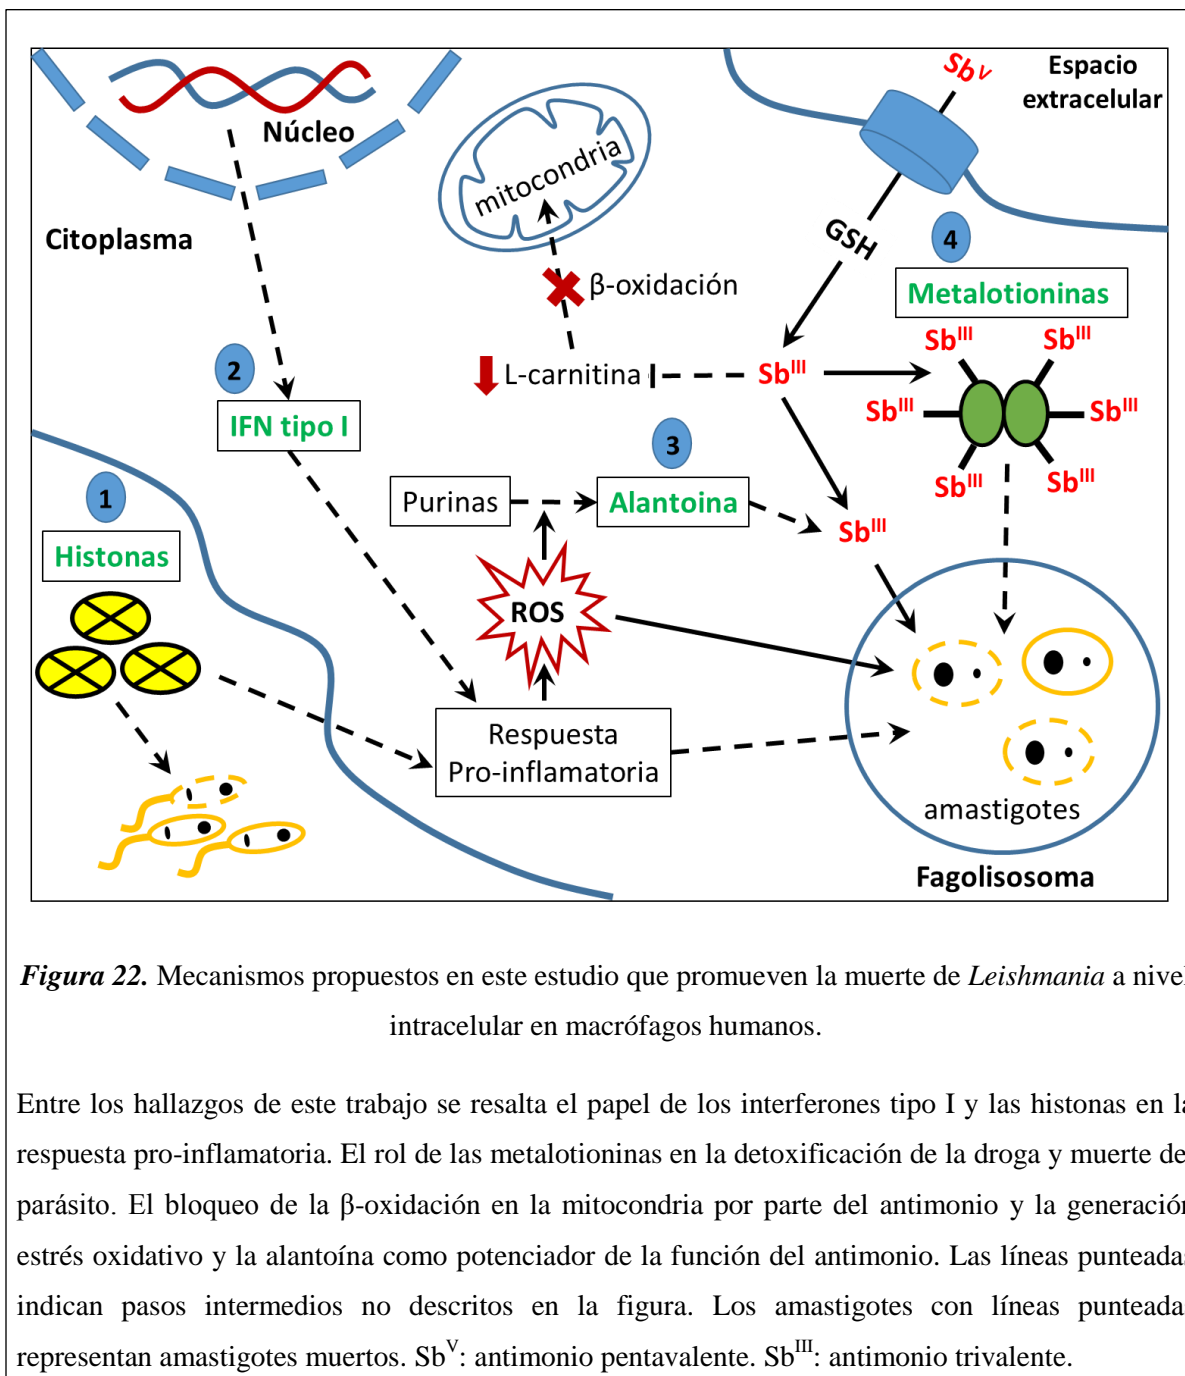 Sbⱽ
Espacio
extracelular
Núcleo
mitocondria
Citoplasma
GSH
4
β-oxidación
Metalotioninas
Sbᴵᴵᴵ
Sbᴵᴵᴵ
2
L-carnitina
Sbᴵᴵᴵ
Sbᴵᴵᴵ
Sbᴵᴵᴵ
IFN tipo I
3
1
Purinas
Alantoina
Sbᴵᴵᴵ
Sbᴵᴵᴵ
Sbᴵᴵᴵ
Histonas
ROS
Respuesta
Pro-inflamatoria
amastigotes
Fagolisosoma
Figura 22. Mecanismos propuestos en este estudio que promueven la muerte de Leishmania a nivel
intracelular en macrófagos humanos.
Entre los hallazgos de este trabajo se resalta el papel de los interferones tipo I y las histonas en la
respuesta pro-inflamatoria. El rol de las metalotioninas en la detoxificación de la droga y muerte de
parásito. El bloqueo de la β-oxidación en la mitocondria por parte del antimonio y la generación
estrés oxidativo y la alantoína como potenciador de la función del antimonio. Las líneas punteadas
indican pasos intermedios no descritos en la figura. Los amastigotes con líneas punteadas
representan amastigotes muertos. Sbⱽ: antimonio pentavalente. Sbᴵᴵᴵ: antimonio trivalente.